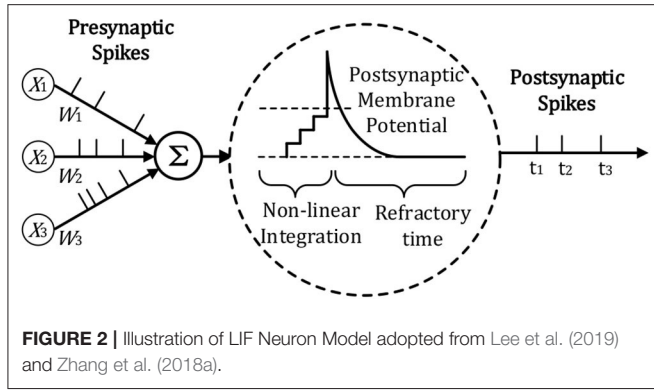 Presynaptic
Spikes
X1
W1
X2
W2
X3
W3
Σ
Postsynaptic
Membrane
Potential
Non-linear
Integration
Refractory
time
Postsynaptic
Spikes
t1 t2 t3
FIGURE 2 | Illustration of LIF Neuron Model adopted from Lee et al. (2019)
and Zhang et al. (2018a).